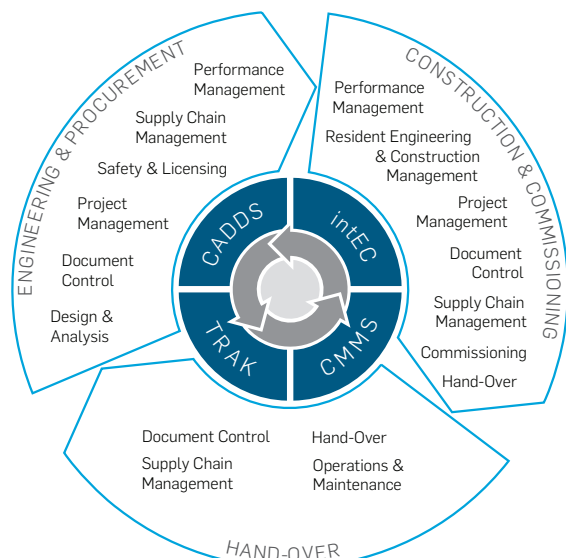 ENGINEERING & PROCUREMENT
Performance
Management
Supply Chain
Management
Safety & Licensing
Project
Management
Document
Control
Design &
Analysis
CONSTRUCTION & COMMISSIONING
Performance
Management
Resident Engineering
& Construction
Management
Project
Management
Document
Control
Supply Chain
Management
Commissioning
Hand-Over
CADDS
intEC
TRAK
CMMS
Document Control
Supply Chain
Management
Hand-Over
Operations &
Maintenance
HAND-OVER